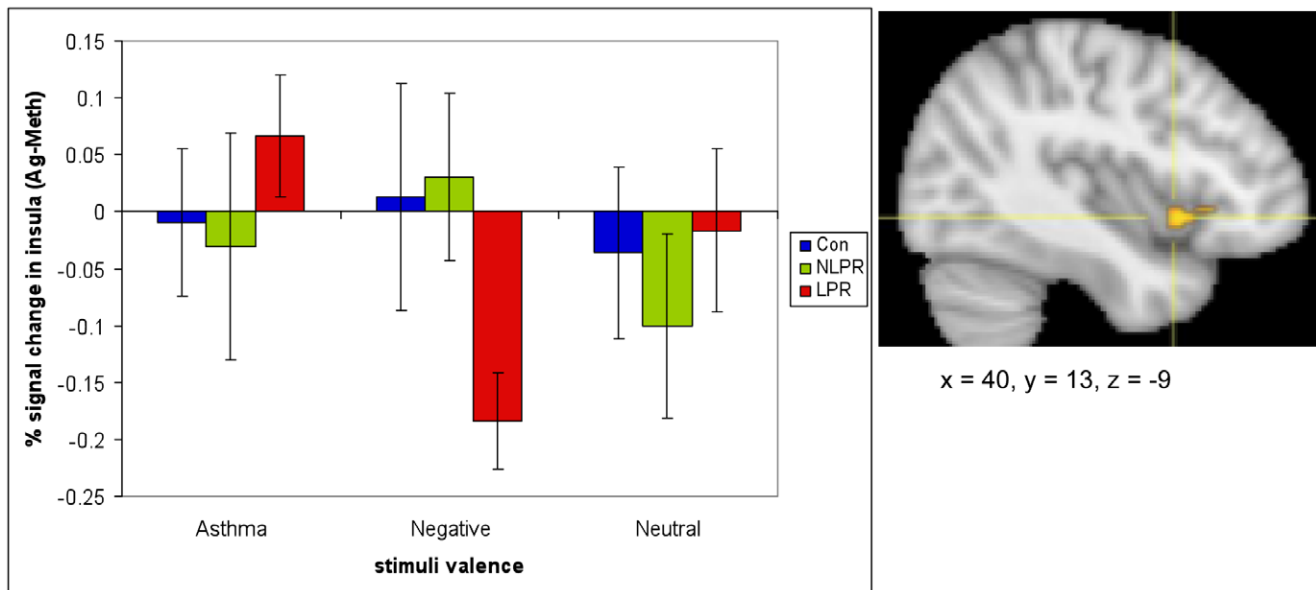 % signal change in insula (Ag-Meth)
0.15
0.1
0.05
0
-0.05
-0.1
-0.15
-0.2
-0.25
Asthma Negative Neutral
stimuli valence
Con
NLPR
LPR
x = 40, y = 13, z = -9